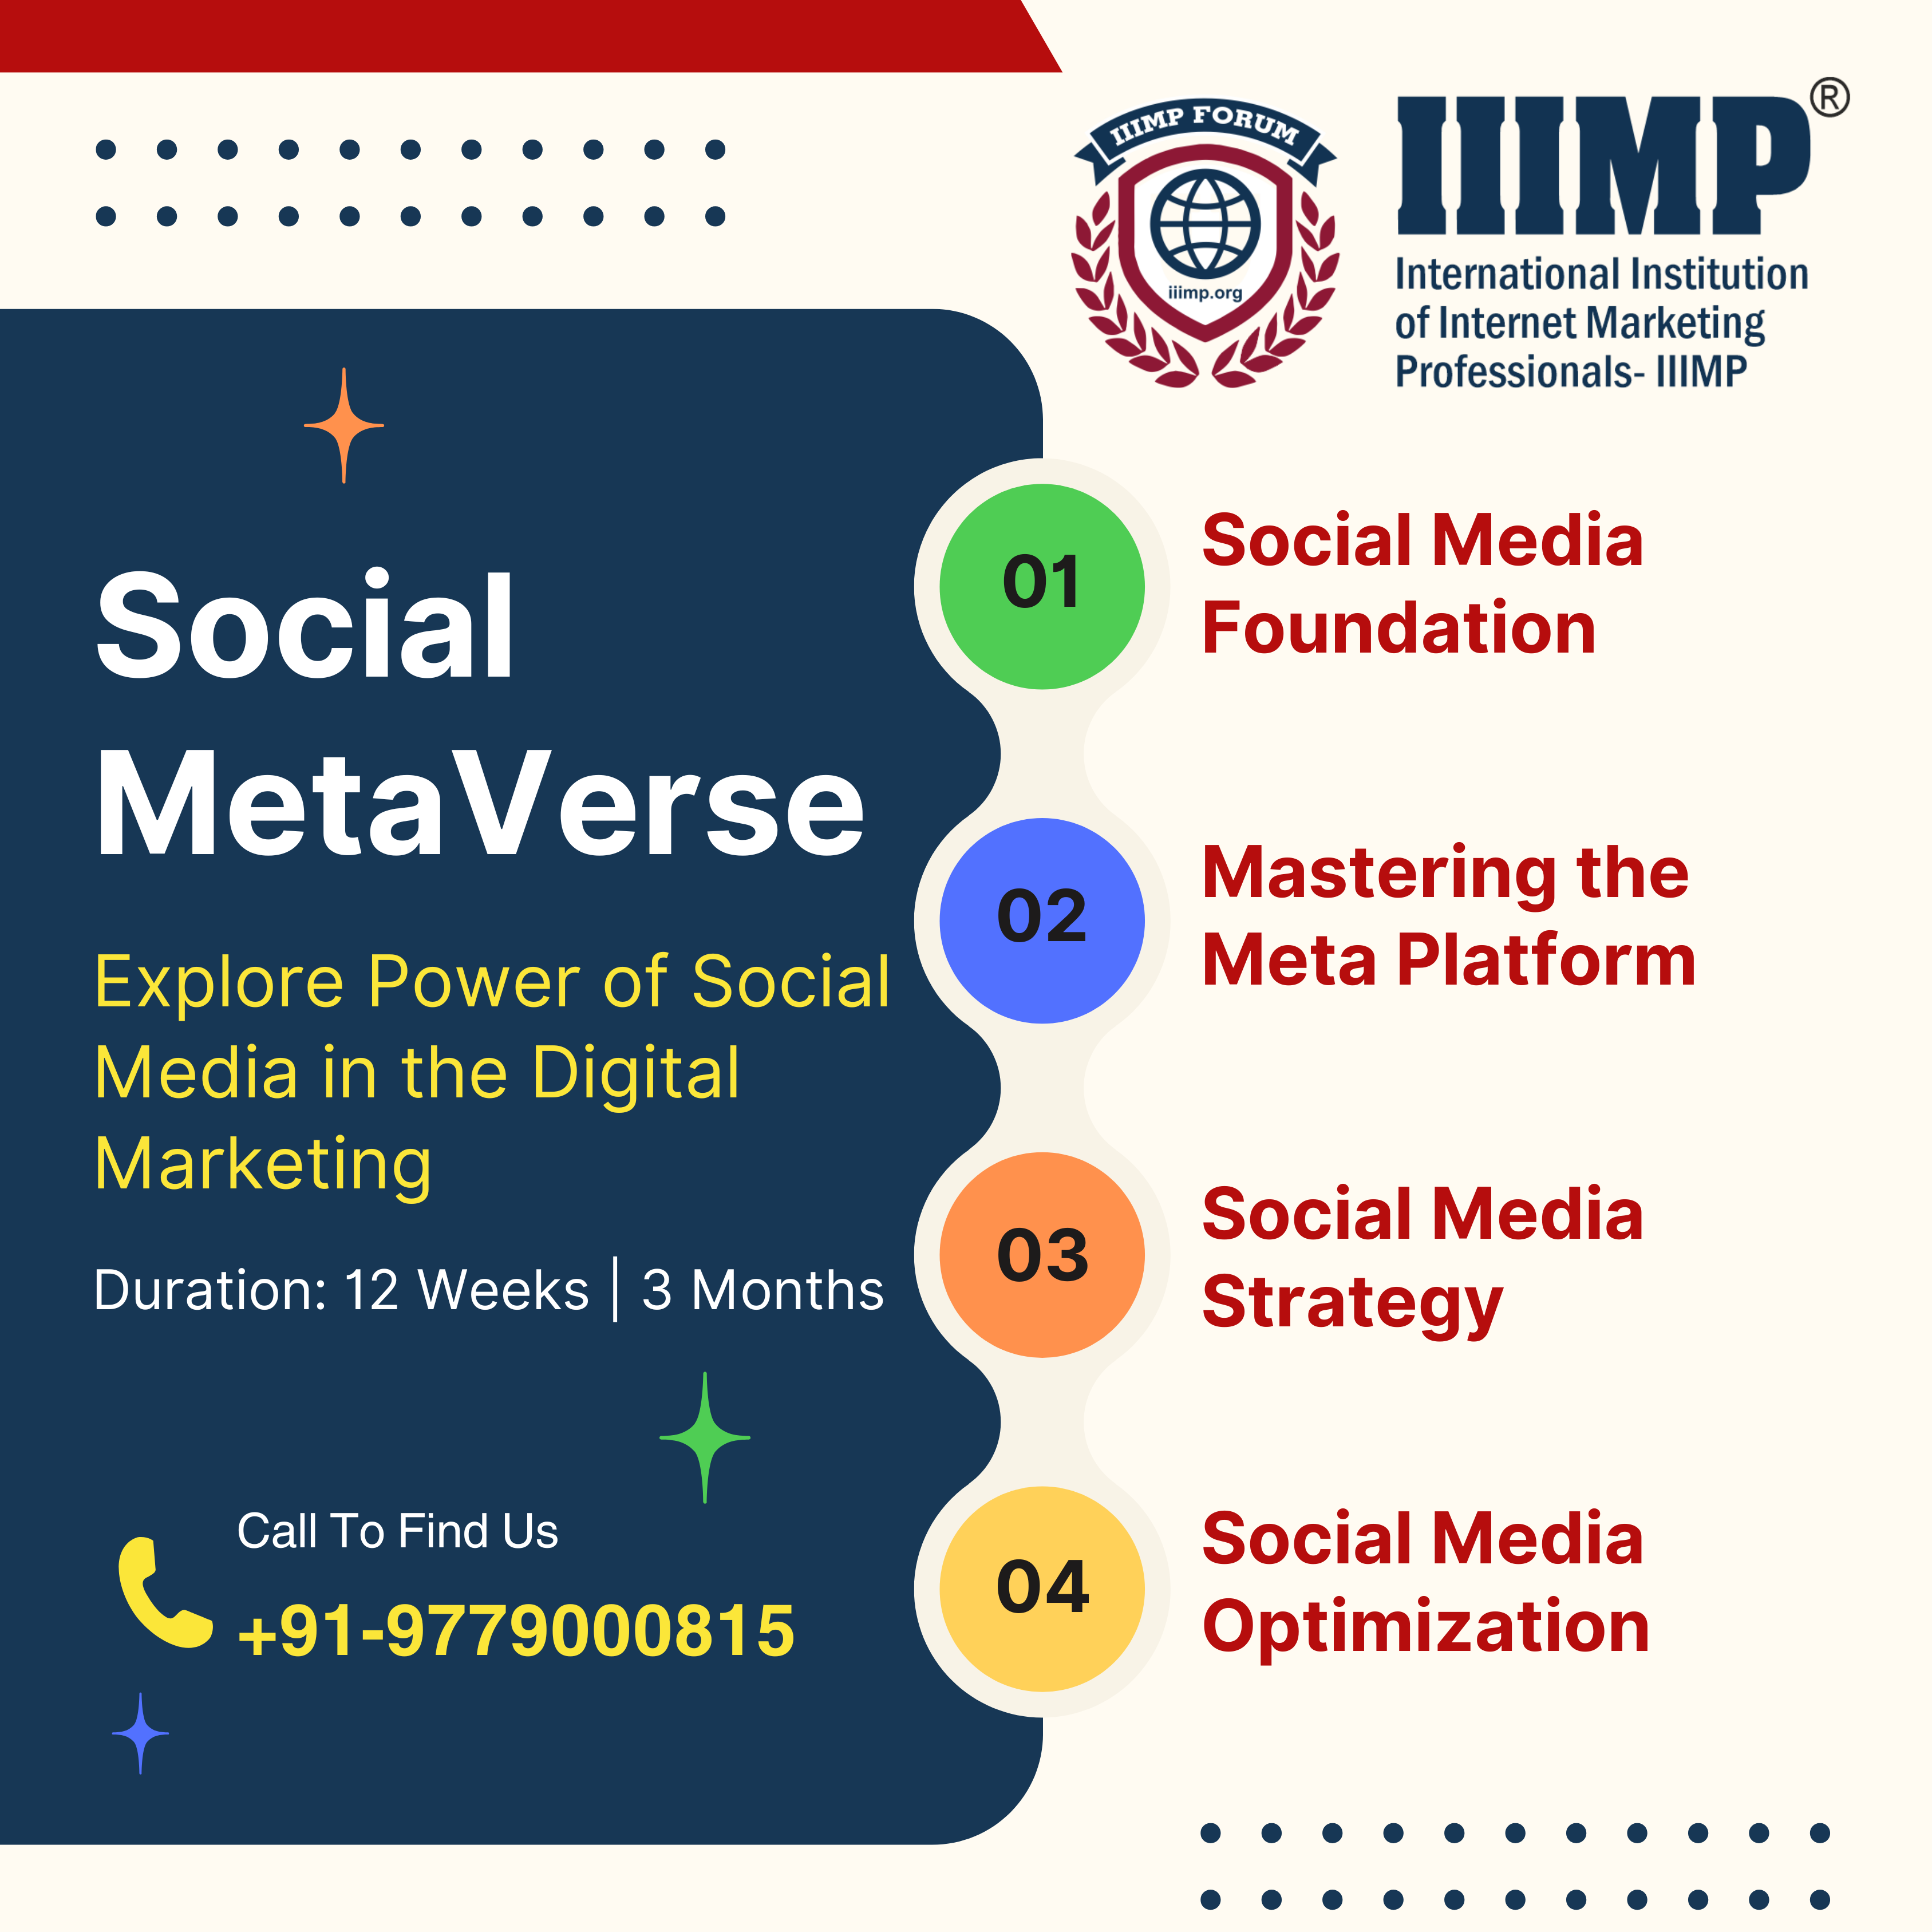 IIIMP FORUM
iiimp.org
IIIMP®
International Institution
of Internet Marketing
Professionals- IIIMP
Social
MetaVerse
Explore Power of Social
Media in the Digital
Marketing
Duration: 12 Weeks | 3 Months
Call To Find Us
+91-9779000815
01
Social Media
Foundation
02
Mastering the
Meta Platform
03
Social Media
Strategy
04
Social Media
Optimization